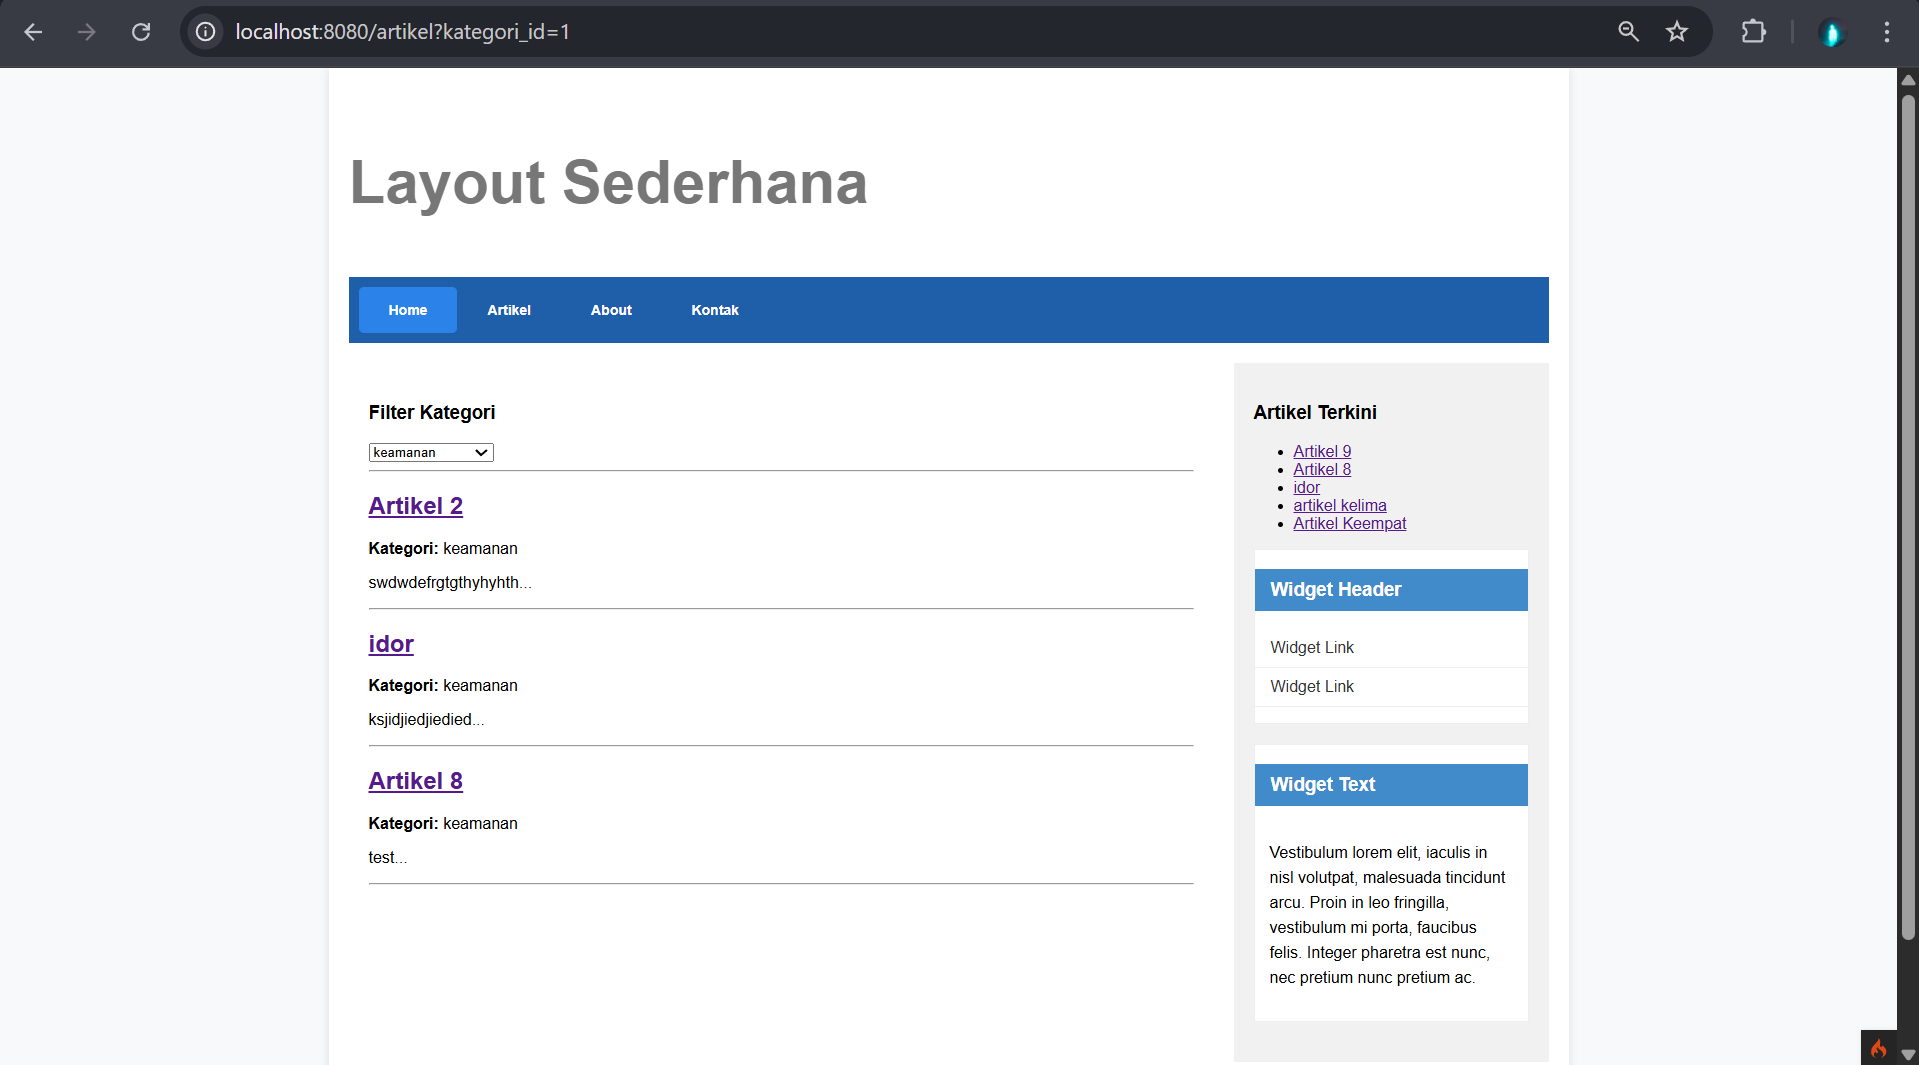 localhost:8080/artikel?kategori_id=1
Layout Sederhana
Home
Artikel
About
Kontak
Filter Kategori
keamanan
Artikel 2
Kategori: keamanan
swdwdefrgtgthyhyhth...
idor
Kategori: keamanan
ksjidjiedjiedied...
Artikel 8
Kategori: keamanan
test...
Artikel Terkini
Artikel 9
Artikel 8
idor
artikel kelima
Artikel Keempat
Widget Header
Widget Link
Widget Link
Widget Text
Vestibulum lorem elit, iaculis in
nisl volutpat, malesuada tincidunt
arcu. Proin in leo fringilla,
vestibulum mi porta, faucibus
felis. Integer pharetra est nunc,
nec pretium nunc pretium ac.